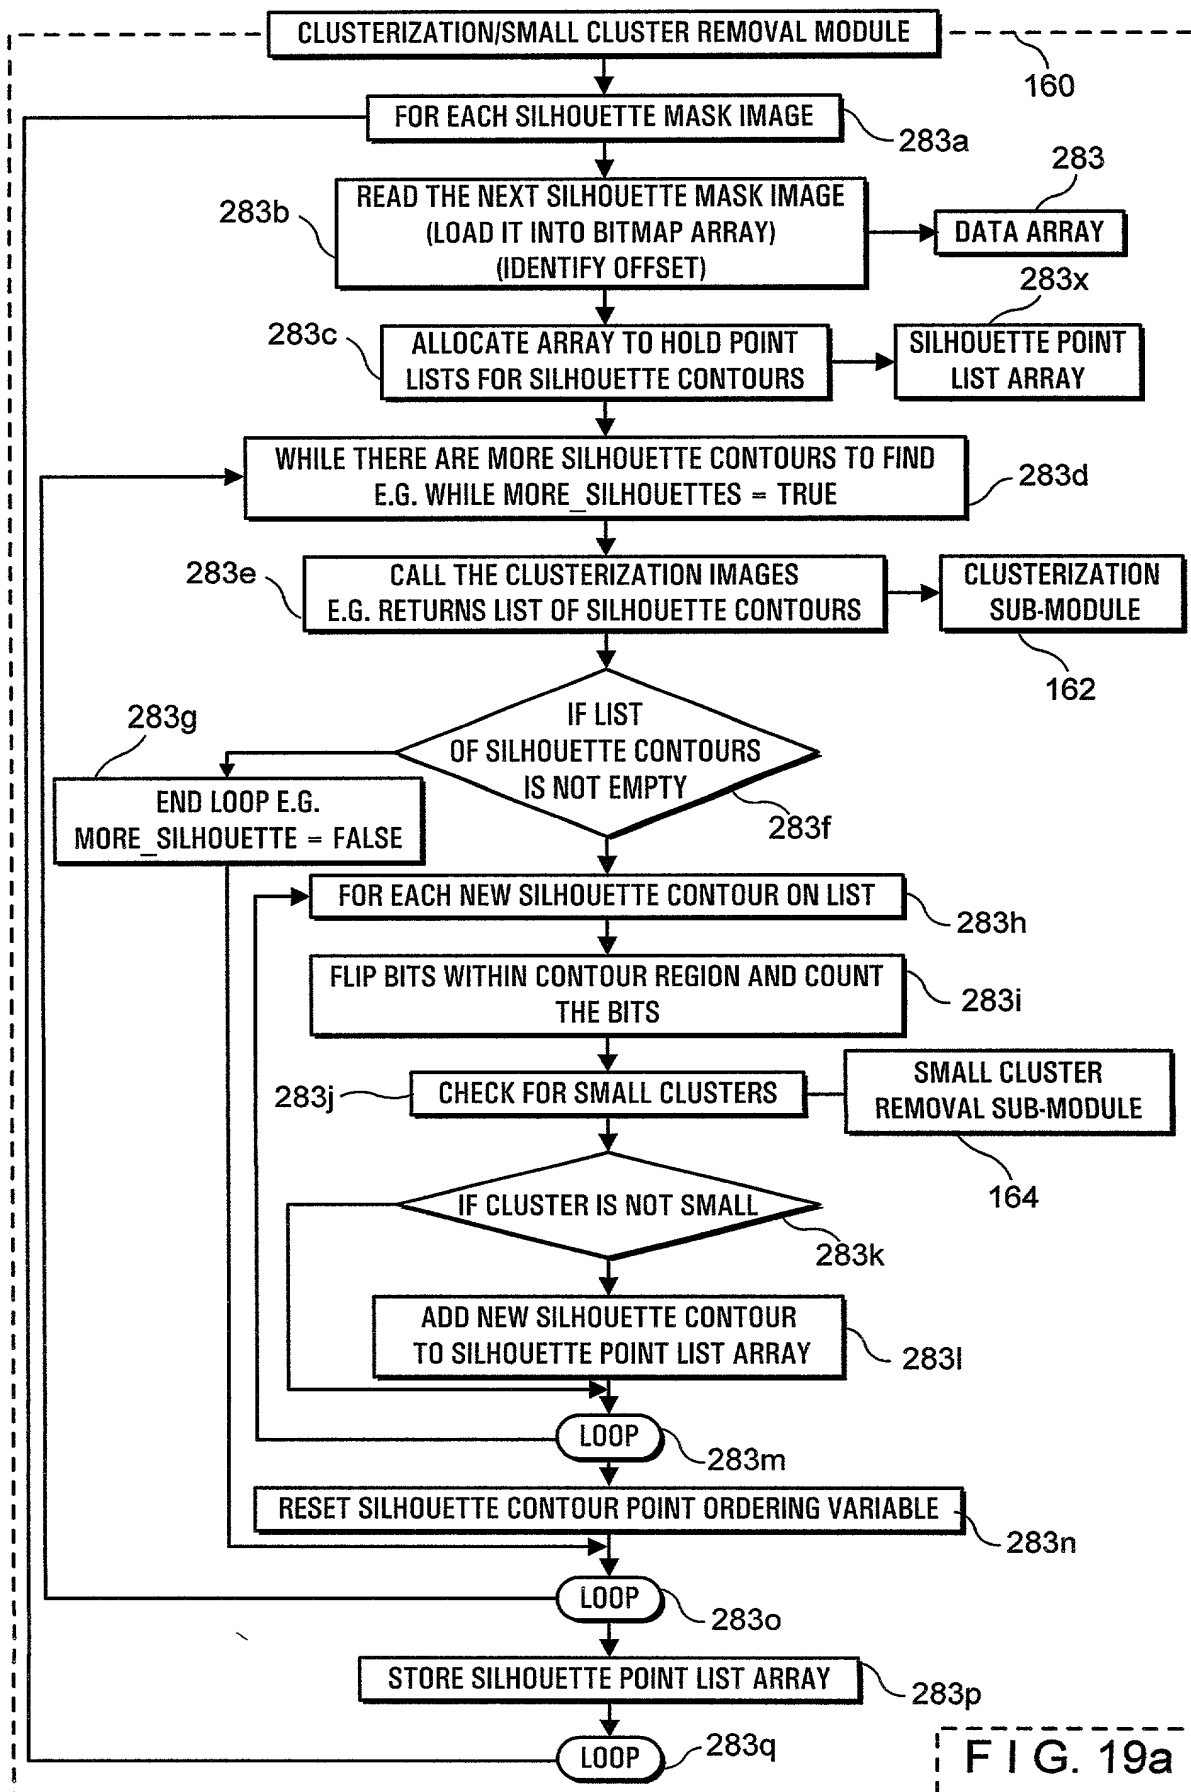 CLUSTERIZATION/SMALL CLUSTER REMOVAL MODULE
160
FOR EACH SILHOUETTE MASK IMAGE
283a
READ THE NEXT SILHOUETTE MASK IMAGE
(LOAD IT INTO BITMAP ARRAY)
(IDENTIFY OFFSET)
283b
283
DATA ARRAY
283x
283c
ALLOCATE ARRAY TO HOLD POINT
LISTS FOR SILHOUETTE CONTOURS
SILHOUETTE POINT
LIST ARRAY
WHILE THERE ARE MORE SILHOUETTE CONTOURS TO FIND
E.G. WHILE MORE_SILHOUETTES = TRUE
283d
283e
CALL THE CLUSTERIZATION IMAGES
E.G. RETURNS LIST OF SILHOUETTE CONTOURS
CLUSTERIZATION
SUB-MODULE
162
IF LIST
OF SILHOUETTE CONTOURS
IS NOT EMPTY
283f
283g
END LOOP E.G.
MORE_SILHOUETTE = FALSE
FOR EACH NEW SILHOUETTE CONTOUR ON LIST
283h
FLIP BITS WITHIN CONTOUR REGION AND COUNT
THE BITS
283i
283j
CHECK FOR SMALL CLUSTERS
SMALL CLUSTER
REMOVAL SUB-MODULE
164
IF CLUSTER IS NOT SMALL
283k
ADD NEW SILHOUETTE CONTOUR
TO SILHOUETTE POINT LIST ARRAY
283l
LOOP
283m
RESET SILHOUETTE CONTOUR POINT ORDERING VARIABLE
283n
LOOP
283o
STORE SILHOUETTE POINT LIST ARRAY
283p
LOOP
283q
FIG. 19a